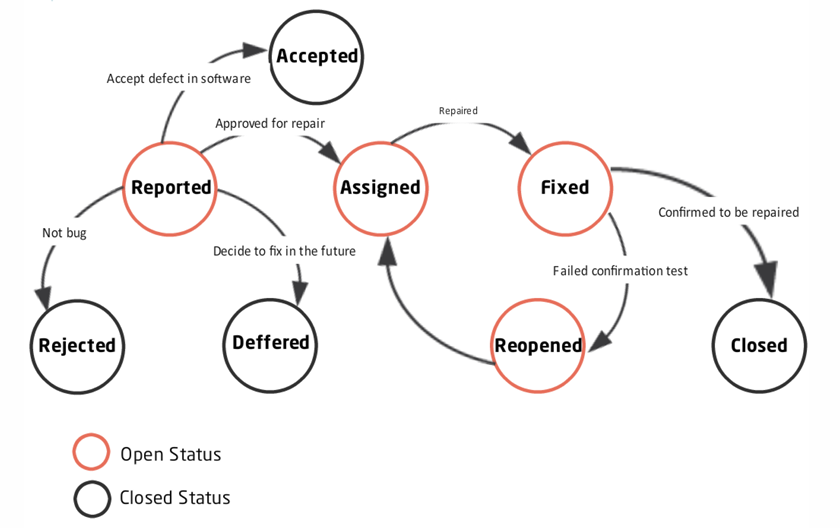 Accepted
Accept defect in software
Approved for repair
Repaired
Reported
Assigned
Fixed
Confirmed to be repaired
Not bug
Decide to fix in the future
Failed confirmation test
Rejected
Deffered
Reopened
Closed
Open Status
Closed Status